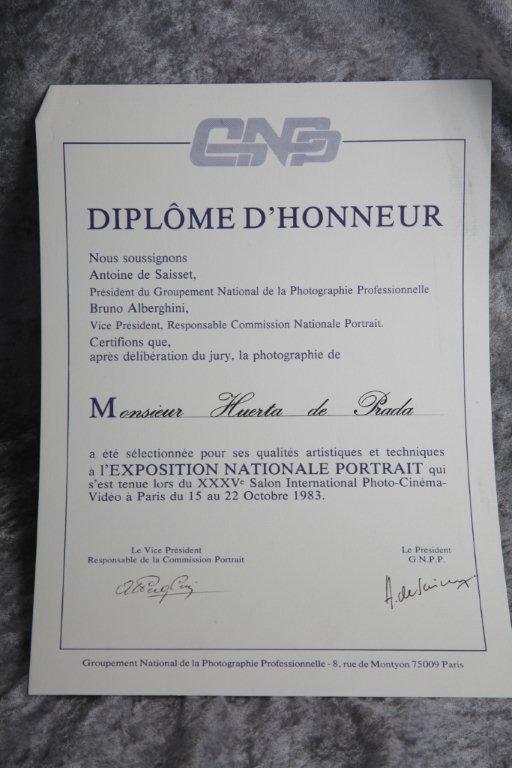 GNPP
DIPLÔME D'HONNEUR
Nous soussignons
Antoine de Saisset,
Président du Groupement National de la Photographie Professionnelle
Bruno Alberghini,
Vice Président, Responsable Commission Nationale Portrait.
Certifions que,
après délibération du jury, la photographie de
Monsieur Huerta de Prada
a été sélectionnée pour ses qualités artistiques et techniques
à l'EXPOSITION NATIONALE PORTRAIT qui
s'est tenue lors du XXXVe Salon International Photo-Cinéma-
Vidéo à Paris du 15 au 22 Octobre 1983.
Le Vice Président
Responsable de la Commission Portrait
Le President
G.N.P.P.
Groupement National de la Photographie Professionnelle - 8, rue de Montyon 75009 Paris